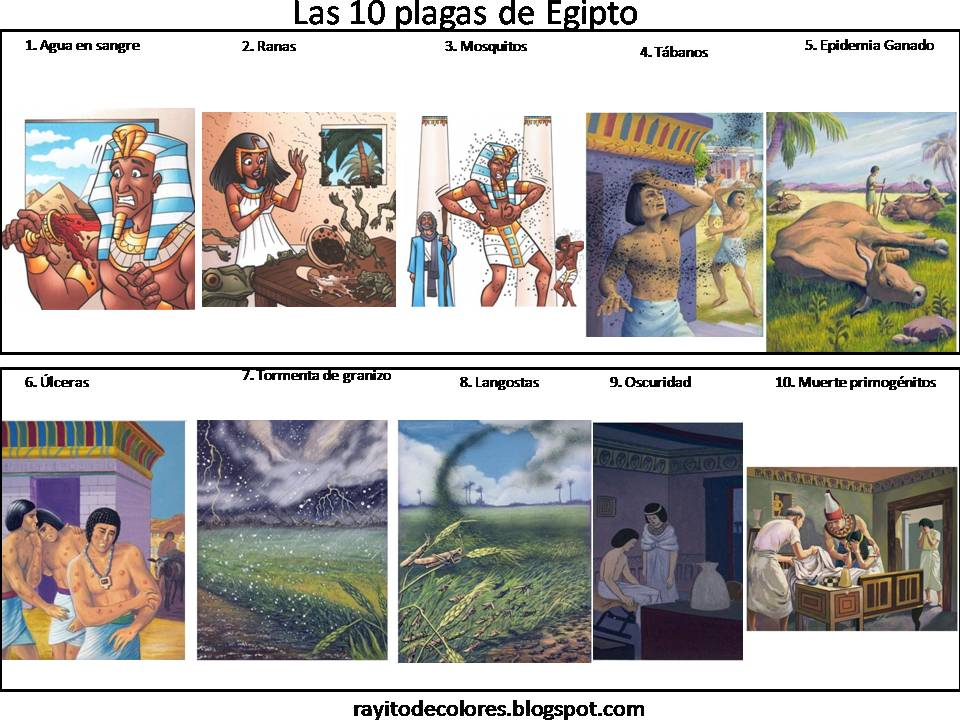 Las 10 plagas de Egipto
1. Agua en sangre
2. Ranas
3. Mosquitos
4. Tábanos
5. Epidemia Ganado
6. Úlceras
7. Tormenta de granizo
8. Langostas
9. Oscuridad
10. Muerte primogénitos
rayitodecolores.blogspot.com